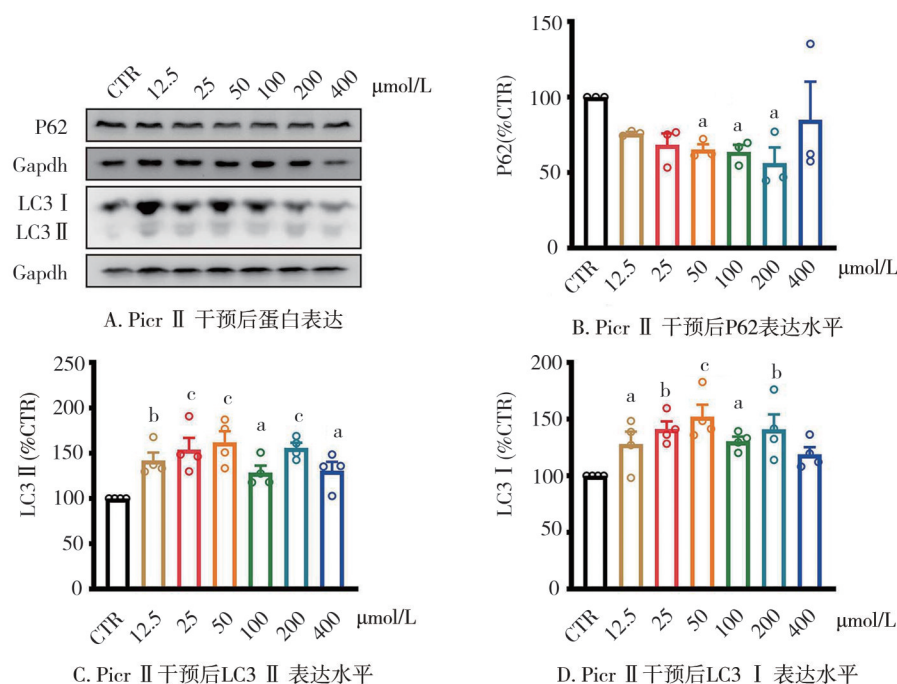 CTR 12.5 25 50 100 200 400 μmol/L
P62
Gapdh
LC3 Ⅰ
LC3 Ⅱ
Gapdh
A. Picr Ⅱ 干预后蛋白表达
P62(%CTR)
150
100
50
0
a a a
CTR 12.5 25 50 100 200 400 μmol/L
B. Picr Ⅱ 干预后P62表达水平
LC3 Ⅱ (%CTR)
250
200
150
100
50
0
b c c a c a
CTR 12.5 25 50 100 200 400 μmol/L
C. Picr Ⅱ 干预后LC3 Ⅱ 表达水平
LC3 Ⅰ (%CTR)
200
150
100
50
0
a b c a b
CTR 12.5 25 50 100 200 400 μmol/L
D. Picr Ⅱ 干预后LC3 Ⅰ 表达水平